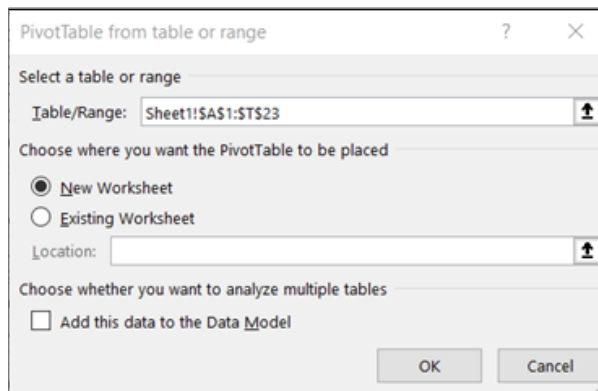 PivotTable from table or range ? ×
Select a table or range
Table/Range: Sheet1!$A$1:$T$23
Choose where you want the PivotTable to be placed
New Worksheet
Existing Worksheet
Location:
Choose whether you want to analyze multiple tables
Add this data to the Data Model
OK Cancel